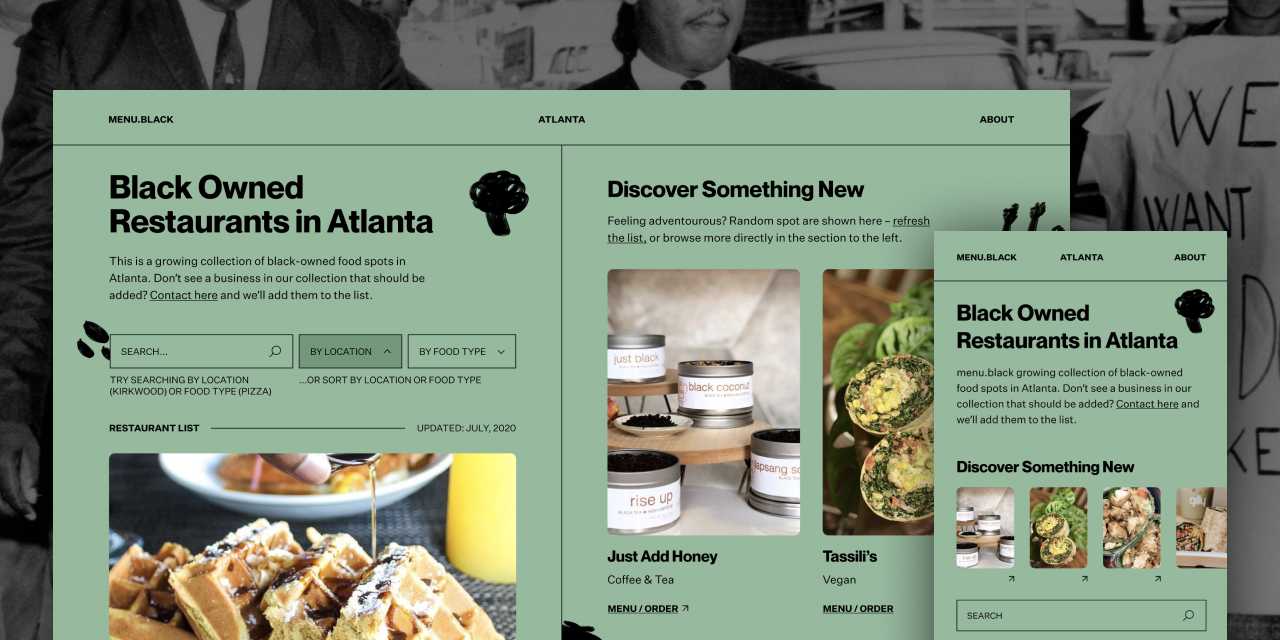 MENU.BLACK
ATLANTA
ABOUT
Black Owned
Restaurants in Atlanta
This is a growing collection of black-owned food spots in
Atlanta. Don't see a business in our collection that should be
added? Contact here and we'll add them to the list.
SEARCH...
BY LOCATION
BY FOOD TYPE
TRY SEARCHING BY LOCATION
(KIRKWOOD) OR FOOD TYPE (PIZZA)
...OR SORT BY LOCATION OR FOOD TYPE
RESTAURANT LIST
UPDATED: JULY, 2020
Discover Something New
Feeling adventourous? Random spot are shown here – refresh
the list, or browse more directly in the section to the left.
just black
black coconut
rise up
Just Add Honey
Coffee & Tea
MENU / ORDER
Tassili's
Vegan
MENU / ORDER
MENU.BLACK
ATLANTA
ABOUT
Black Owned
Restaurants in Atlanta
menu.black growing collection of black-owned
food spots in Atlanta. Don't see a business in our
collection that should be added? Contact here and
we'll add them to the list.
Discover Something New
SEARCH
WE
WANT